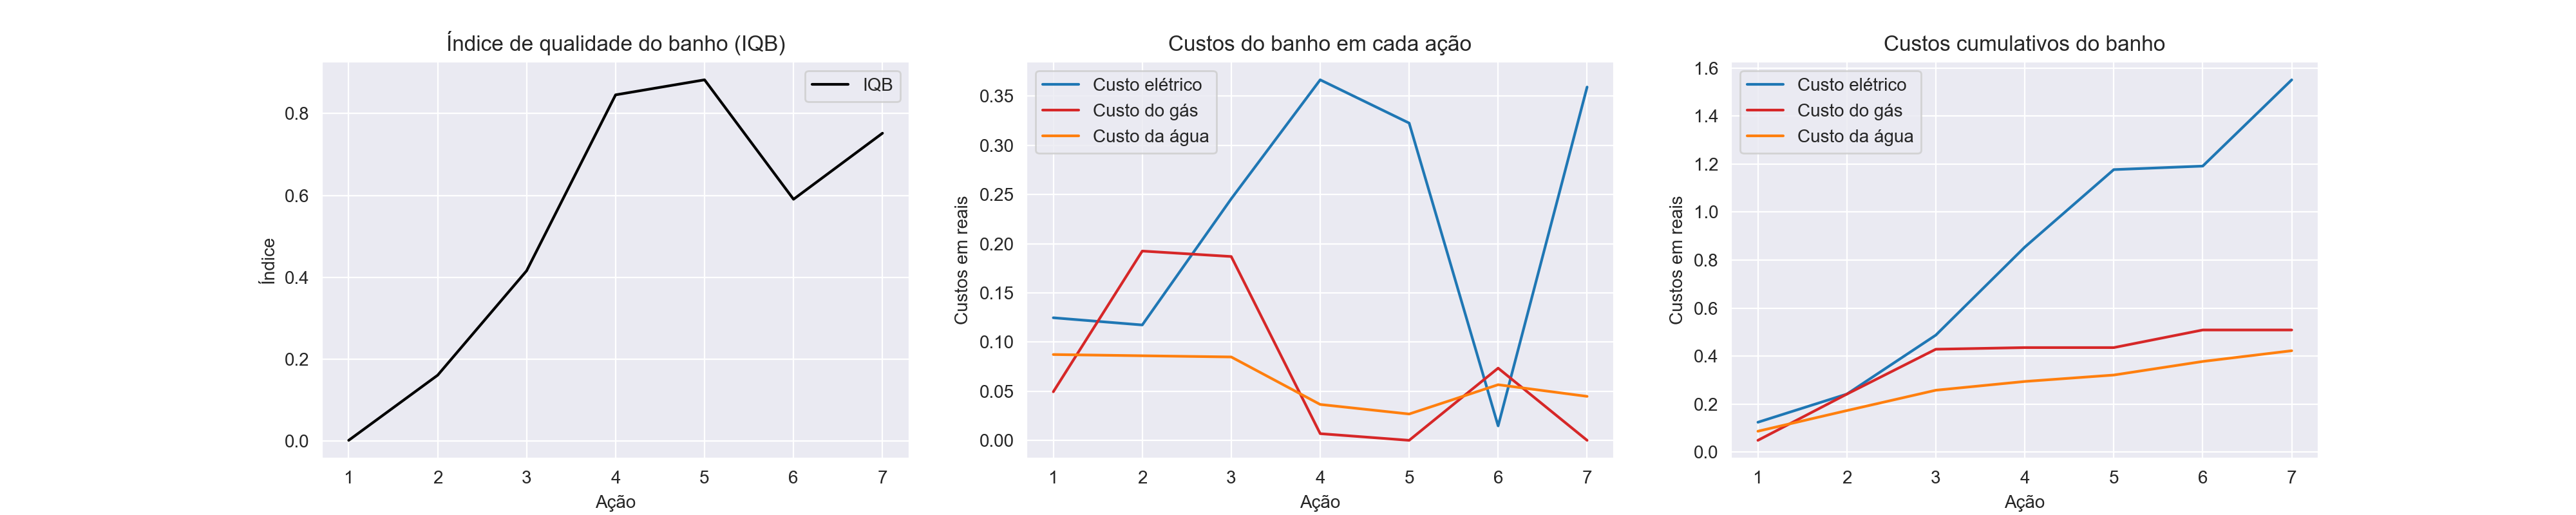 Índice de qualidade do banho (IQB)
IQB
0.8
0.6
0.4
0.2
0.0
Índice
1 2 3 4 5 6 7
Ação
Custos do banho em cada ação
Custo elétrico
Custo do gás
Custo da água
0.35
0.30
0.25
0.20
0.15
0.10
0.05
0.00
Custos em reais
1 2 3 4 5 6 7
Ação
Custos cumulativos do banho
Custo elétrico
Custo do gás
Custo da água
1.6
1.4
1.2
1.0
0.8
0.6
0.4
0.2
0.0
Custos em reais
1 2 3 4 5 6 7
Ação